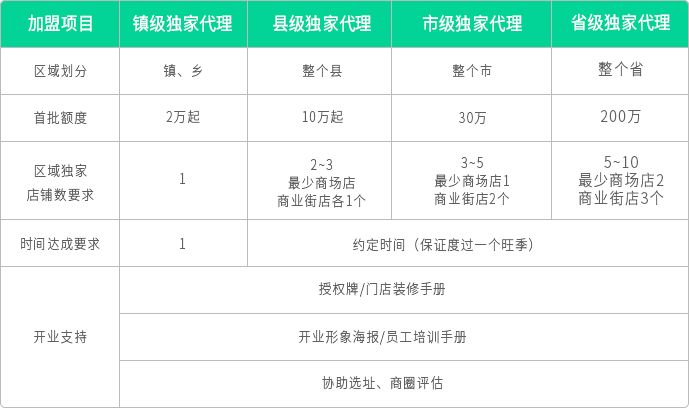 加盟项目 镇级独家代理 县级独家代理 市级独家代理 省级独家代理
区域划分 镇、乡 整个县 整个市 整个省
首批额度 2万起 10万起 30万 200万
区域独家
店铺数要求
1
2~3
最少商场店
商业街店各1个
3~5
最少商场店1
商业街店2个
5~10
最少商场店2
商业街店3个
时间达成要求 1 约定时间（保证度过一个旺季）
开业支持
授权牌/门店装修手册
开业形象海报/员工培训手册
协助选址、商圈评估